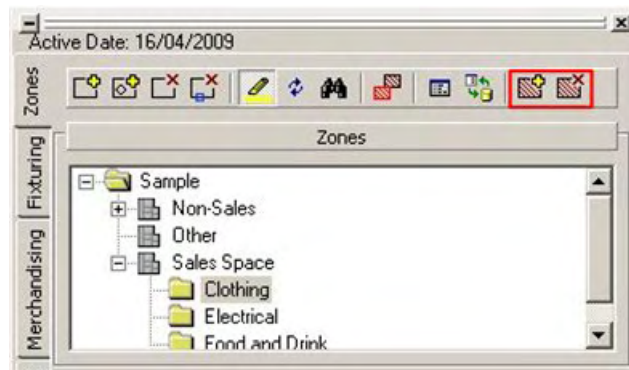 Active Date: 16/04/2009
Zones
Fixturing
Merchandising
Zones
Sample
Non-Sales
Other
Sales Space
Clothing
Electrical
Food and Drink